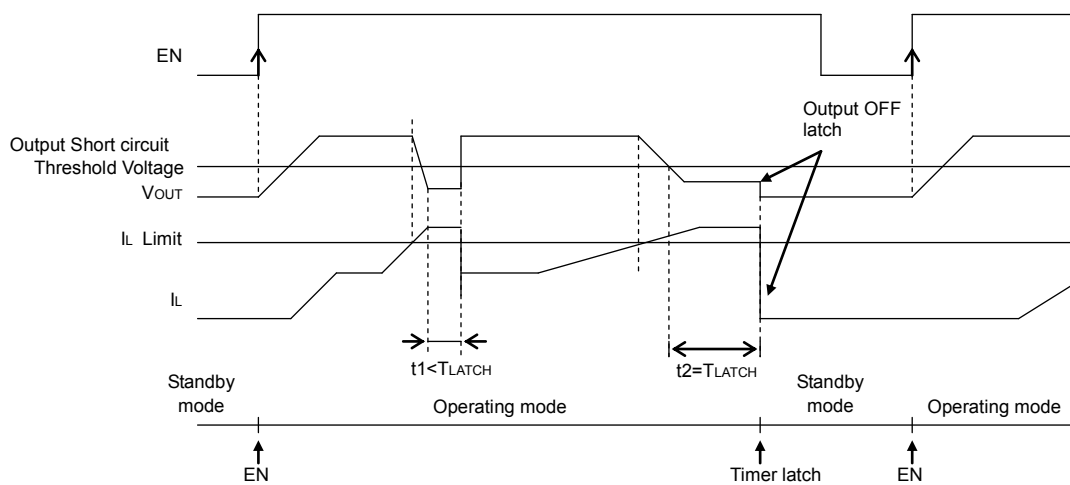 EN
Output OFF
latch
Output Short circuit
Threshold Voltage
VOUT
IL Limit
IL
t1<TLATCH
t2=TLATCH
Standby
mode
Operating mode
Standby
mode
Operating mode
EN
Timer latch
EN